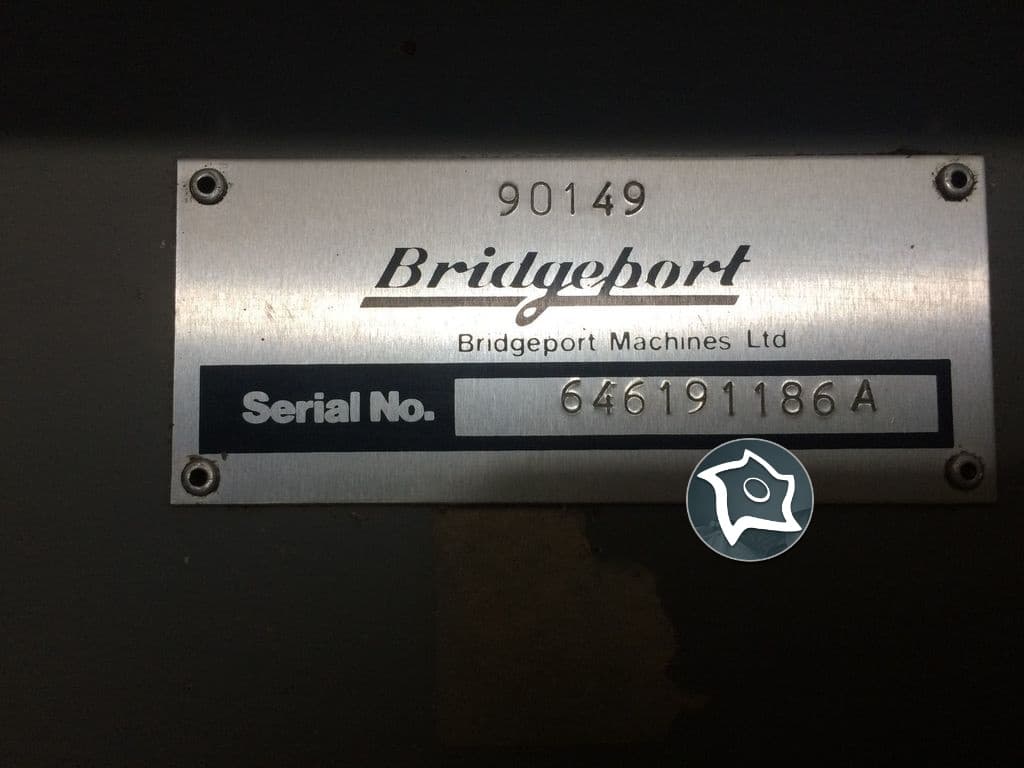 90149
Bridgeport
Bridgeport Machines Ltd
Serial No. 646191186A